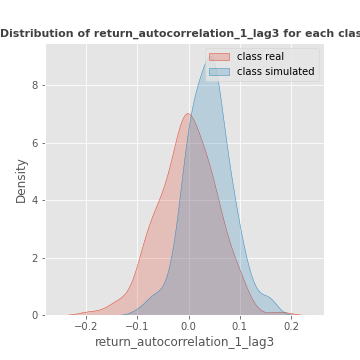 Distribution of return_autocorrelation_1_lag3 for each clas
class real
class simulated
8
6
4
2
0
Density
−0.2 −0.1 0.0 0.1 0.2
return_autocorrelation_1_lag3